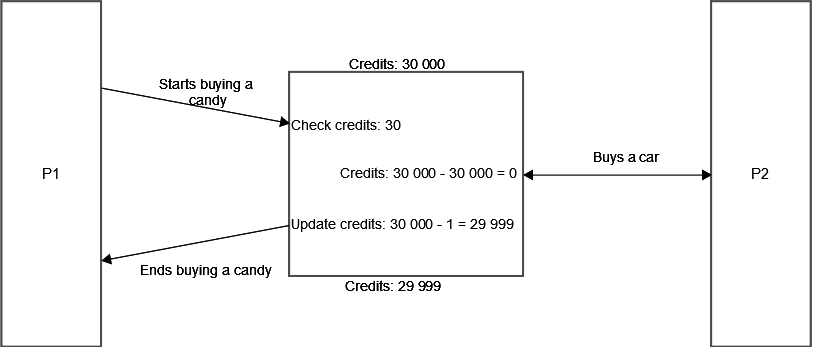 Credits: 30 000
Starts buying a
candy
Check credits: 30
P1
Credits: 30 000 - 30 000 = 0
Buys a car
P2
Update credits: 30 000 - 1 = 29 999
Ends buying a candy
Credits: 29 999